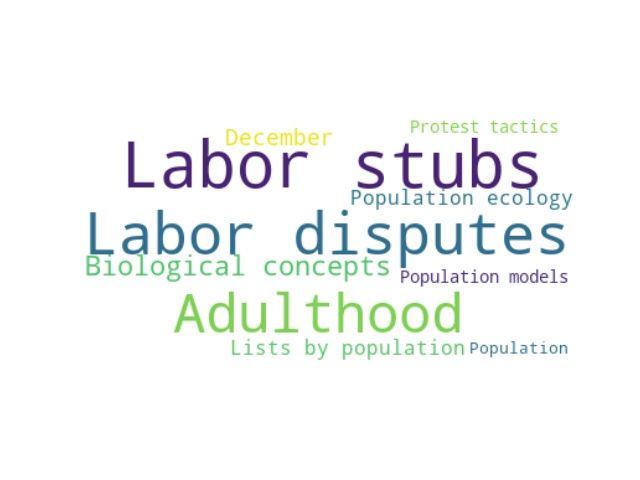 Protest tactics
December
Labor stubs
Population ecology
Labor disputes
Biological concepts
Population models
Adulthood
Lists by population
Population